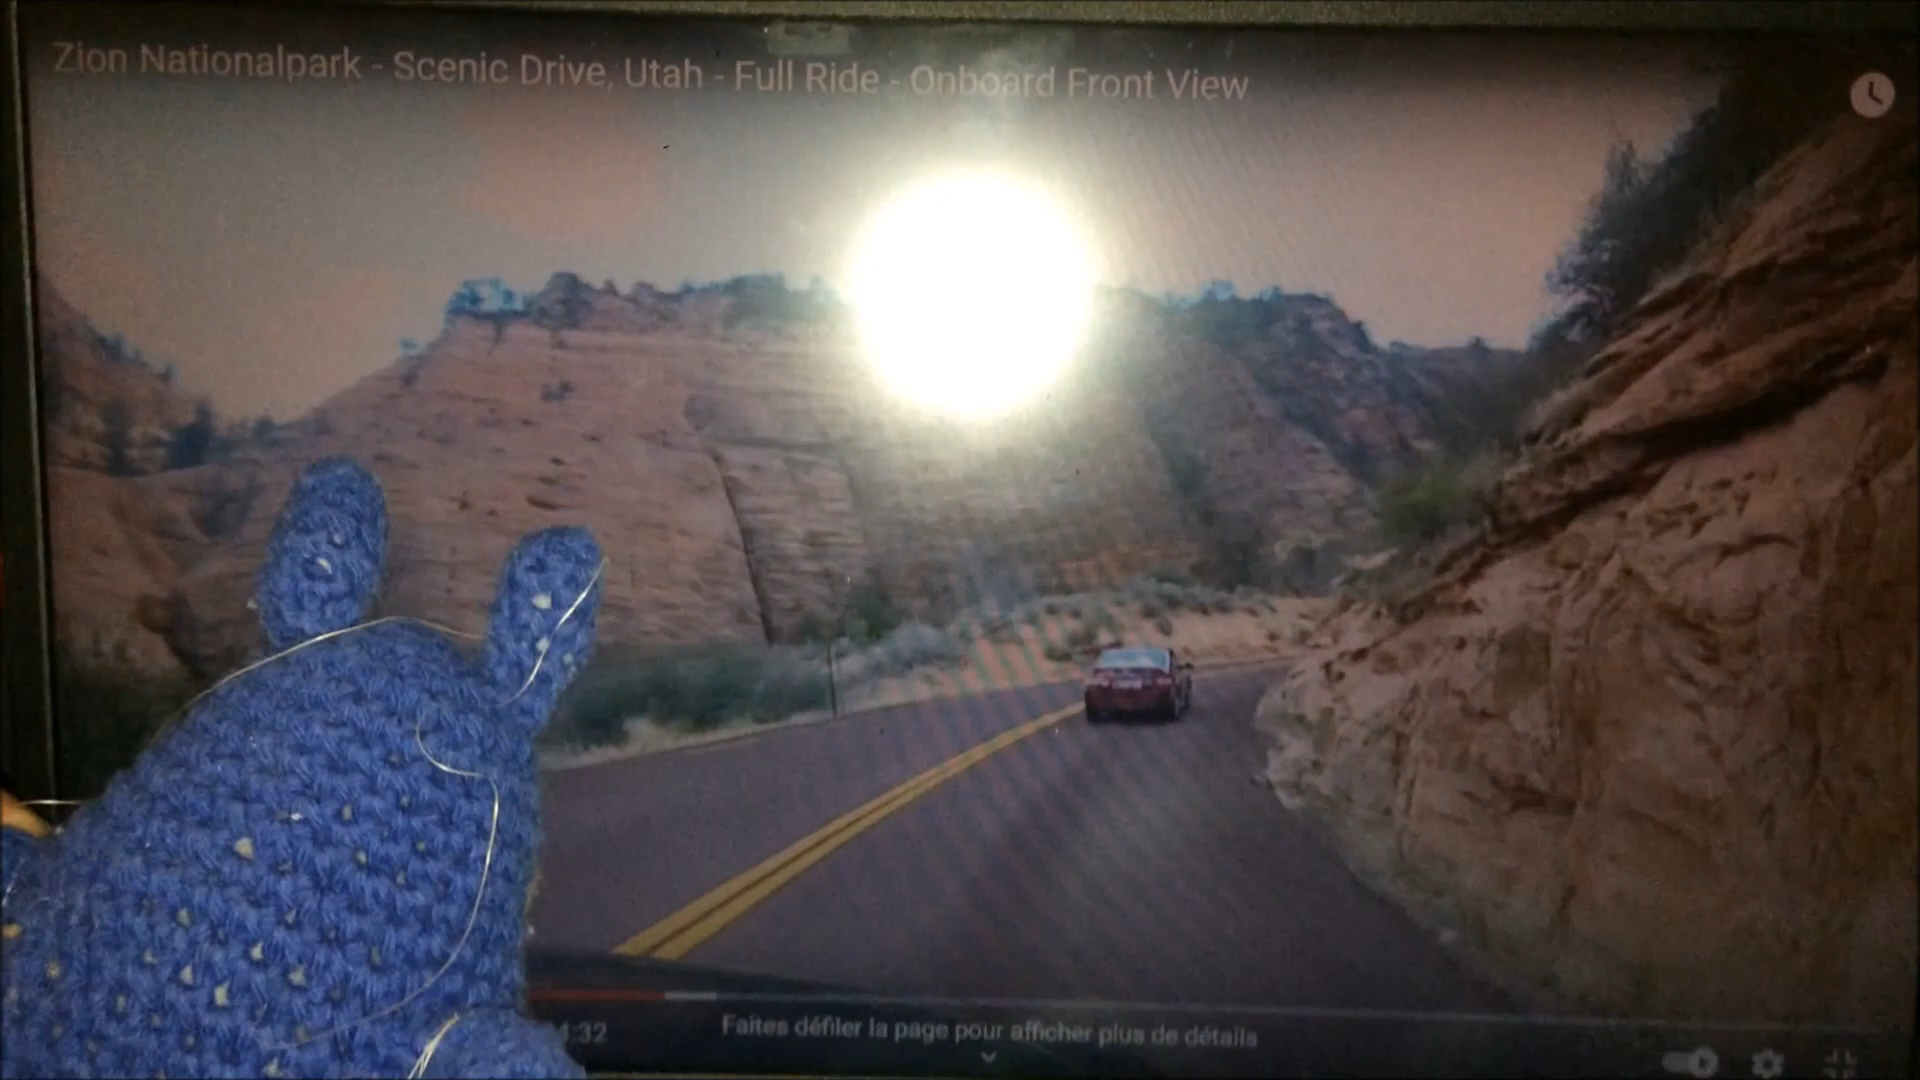 Zion Nationalpark - Scenic Drive, Utah - Full Ride - Onboard Front View
:32
Faites défiler la page pour afficher plus de détails